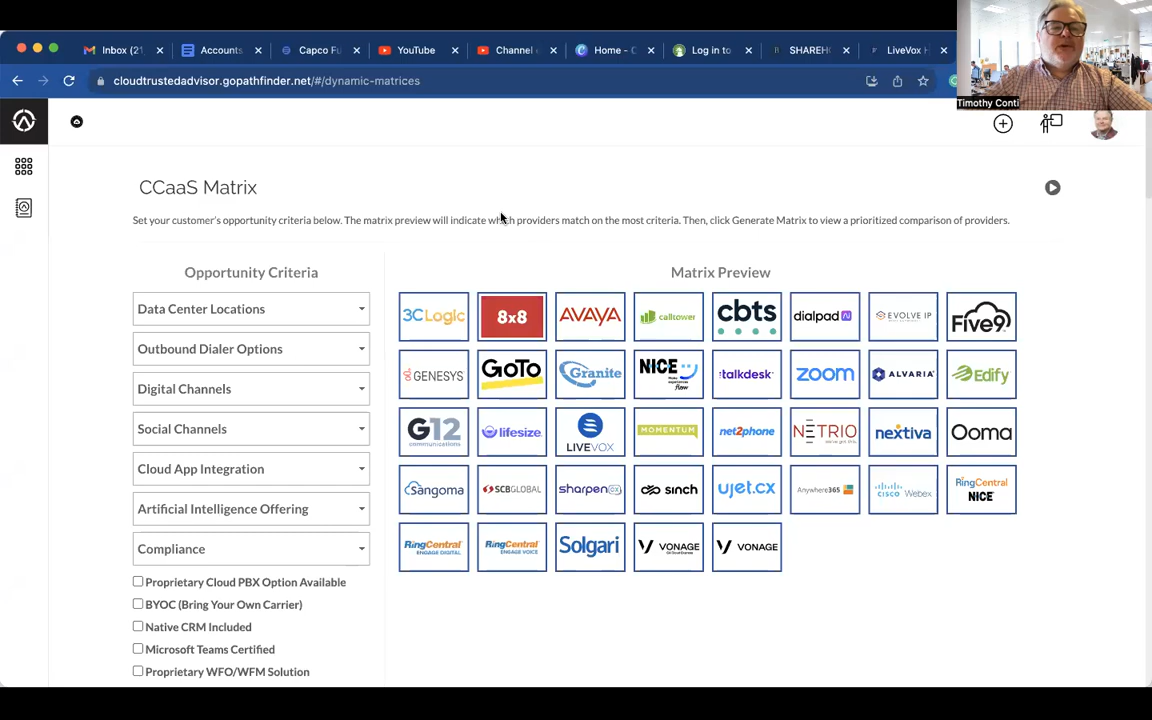 Inbox (21
Accounts
Capco Fu
YouTube
Channel
Home - C
Log in to
SHAREH
LiveVox H
cloudtrustedadvisor.gopathfinder.net/#/dynamic-matrices
Timothy Conti
CCaaS Matrix
Set your customer's opportunity criteria below. The matrix preview will indicate which providers match on the most criteria. Then, click Generate Matrix to view a prioritized comparison of providers.
Opportunity Criteria
Data Center Locations
Outbound Dialer Options
Digital Channels
Social Channels
Cloud App Integration
Artificial Intelligence Offering
Compliance
Proprietary Cloud PBX Option Available
BYOC (Bring Your Own Carrier)
Native CRM Included
Microsoft Teams Certified
Proprietary WFO/WFM Solution
Matrix Preview
3C Logic 8x8 AVAYA calltower cbts dialpad AI EVOLVE IP Five9
GENESYS GoTo Granite NICE talkdesk zoom ALVARIA Edify
G12 COMMUNICATIONS lifesize LIVEVOX MOMENTUM net2phone NETRIO nextiva Ooma
Sangoma SCBGLOBAL sharpen CX sinch UJET.CX Anywhere365 CISCO Webex RingCentral NICE
RingCentral ENGAGE DIGITAL RingCentral ENGAGE VOICE Solgari VONAGE VONAGE